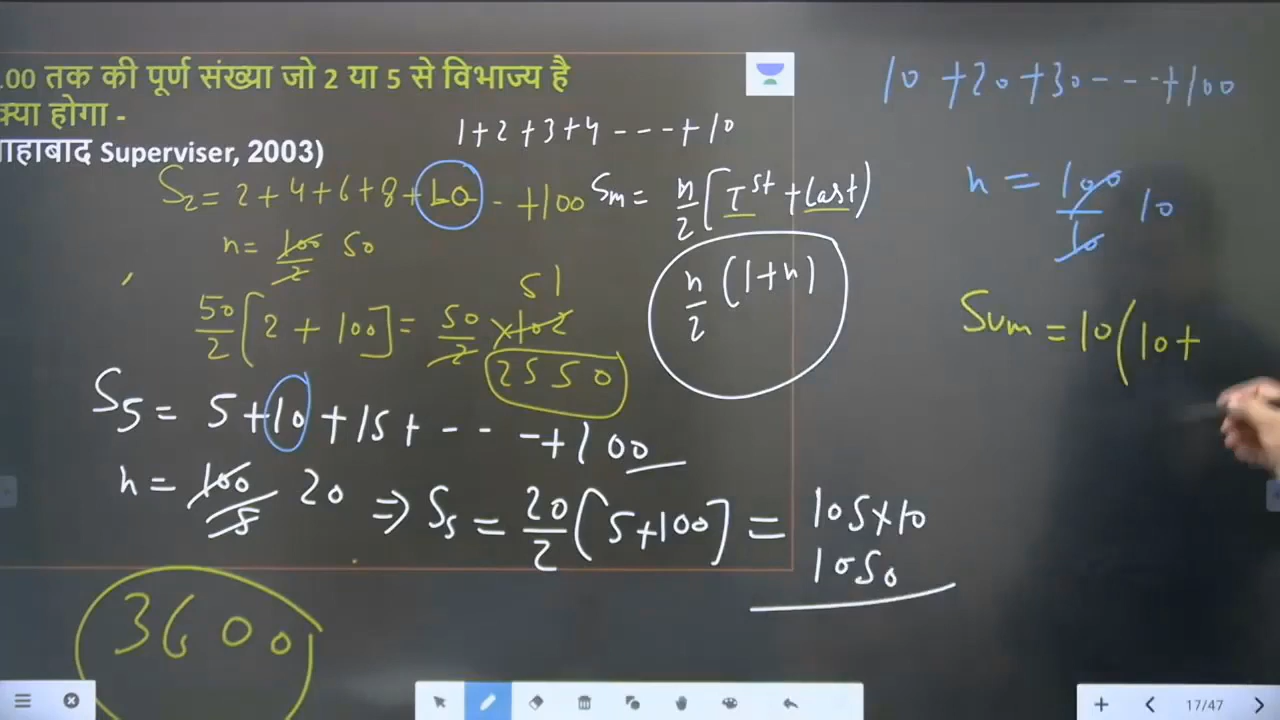 .00 तक की पूर्ण संख्या जो 2 या 5 से विभाज्य है
क्या होगा -
ाहाबाद Superviser, 2003)
1+2+3+4 - - - + 10
S2 = 2+4+6+8+10 - +100
n = 100/2 50
50/2 [2 + 100] = 50/2 × 102 51
2550
Sm = n/2 [Tst + Last)
n/2 (1+n)
S5 = 5+10+15+ - - - +100
n = 100/5 20 ⇒ S5 = 20/2 (5+100] = 105×10
1050
3600
10 +20 +30 - - - +100
n = 100/10 10
Sum = 10(10+
17/47